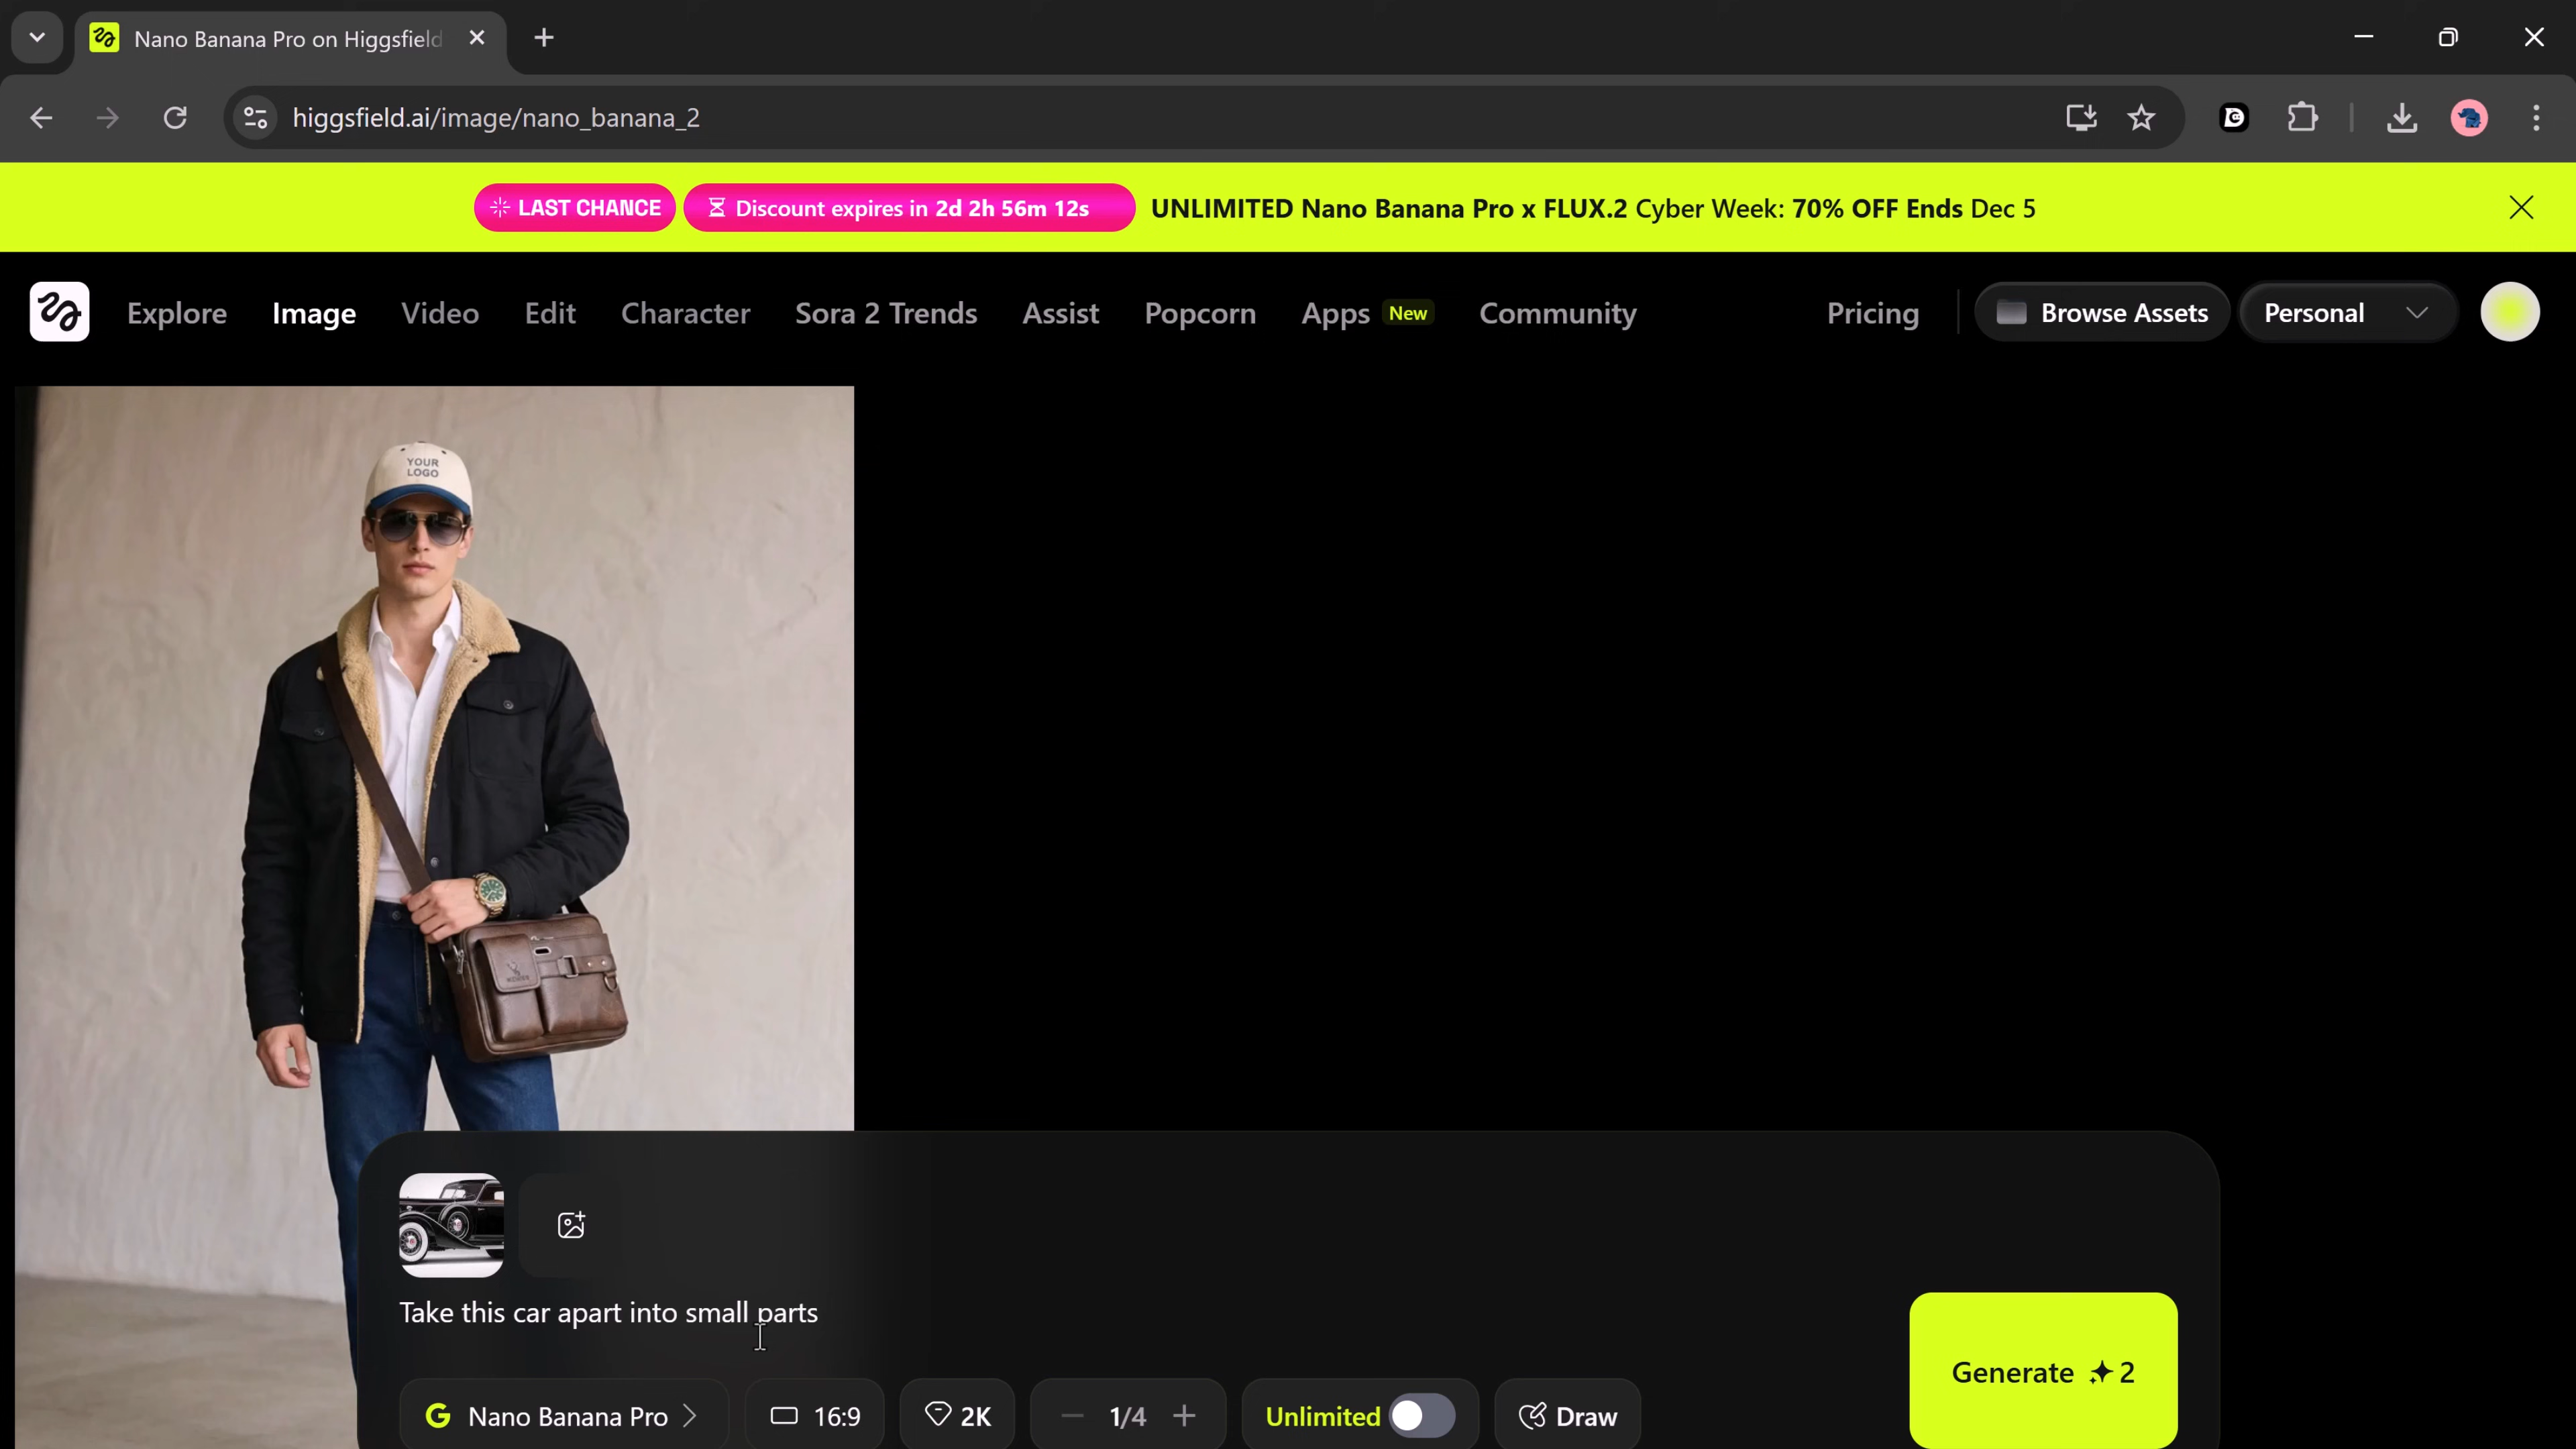 Nano Banana Pro on Higgsfield
higgsfield.ai/image/nano_banana_2
LAST CHANCE
Discount expires in 2d 2h 56m 12s
UNLIMITED Nano Banana Pro x FLUX.2 Cyber Week: 70% OFF Ends Dec 5
Explore
Image
Video
Edit
Character
Sora 2 Trends
Assist
Popcorn
Apps New
Community
Pricing
Browse Assets
Personal
YOUR
LOGO
Take this car apart into small parts
Nano Banana Pro
16:9
2K
1/4
Unlimited
Draw
Generate 2